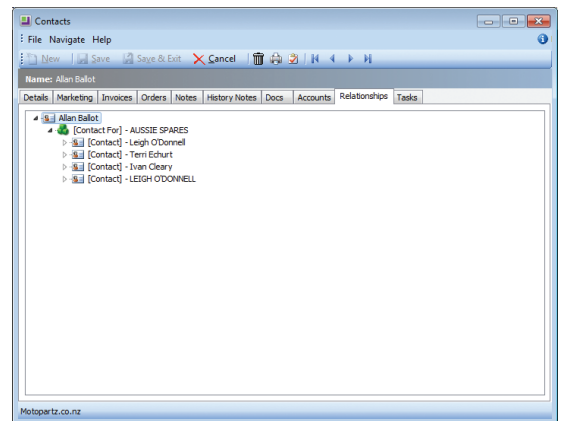 Contacts
File Navigate Help
New Save Save & Exit Cancel
Name: Allan Ballot
Details Marketing Invoices Orders Notes History Notes Docs Accounts Relationships Tasks
Allan Ballot
[Contact For] - AUSSIE SPARES
[Contact] - Leigh O'Donnell
[Contact] - Terri Echurt
[Contact] - Ivan Cleary
[Contact] - LEIGH O'DONNELL
Motopartz.co.nz